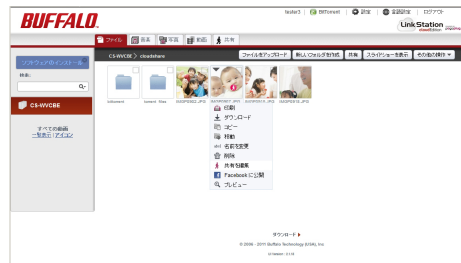 BUFFALO
tester3 | BitTorrent | 設定 | 言語設定 | ログアウト
LinkStation
ファイル 音楽 写真 動画 共有
ソフトウェアのインストール
CS-WVCBE > cloudshare
ファイルをアップロード 新しいフォルダを作成 共有 スライドショーを表示 その他の操作
検索:
CS-WVCBE
すべての動画
一覧表示 | アイコン
bittorrent torrent_files
印刷
ダウンロード
コピー
移動
名前を変更
削除
共有を編集
Facebookに公開
プレビュー
ダウンロード
© 2006 - 2011 Buffalo Technology (USA), Inc.